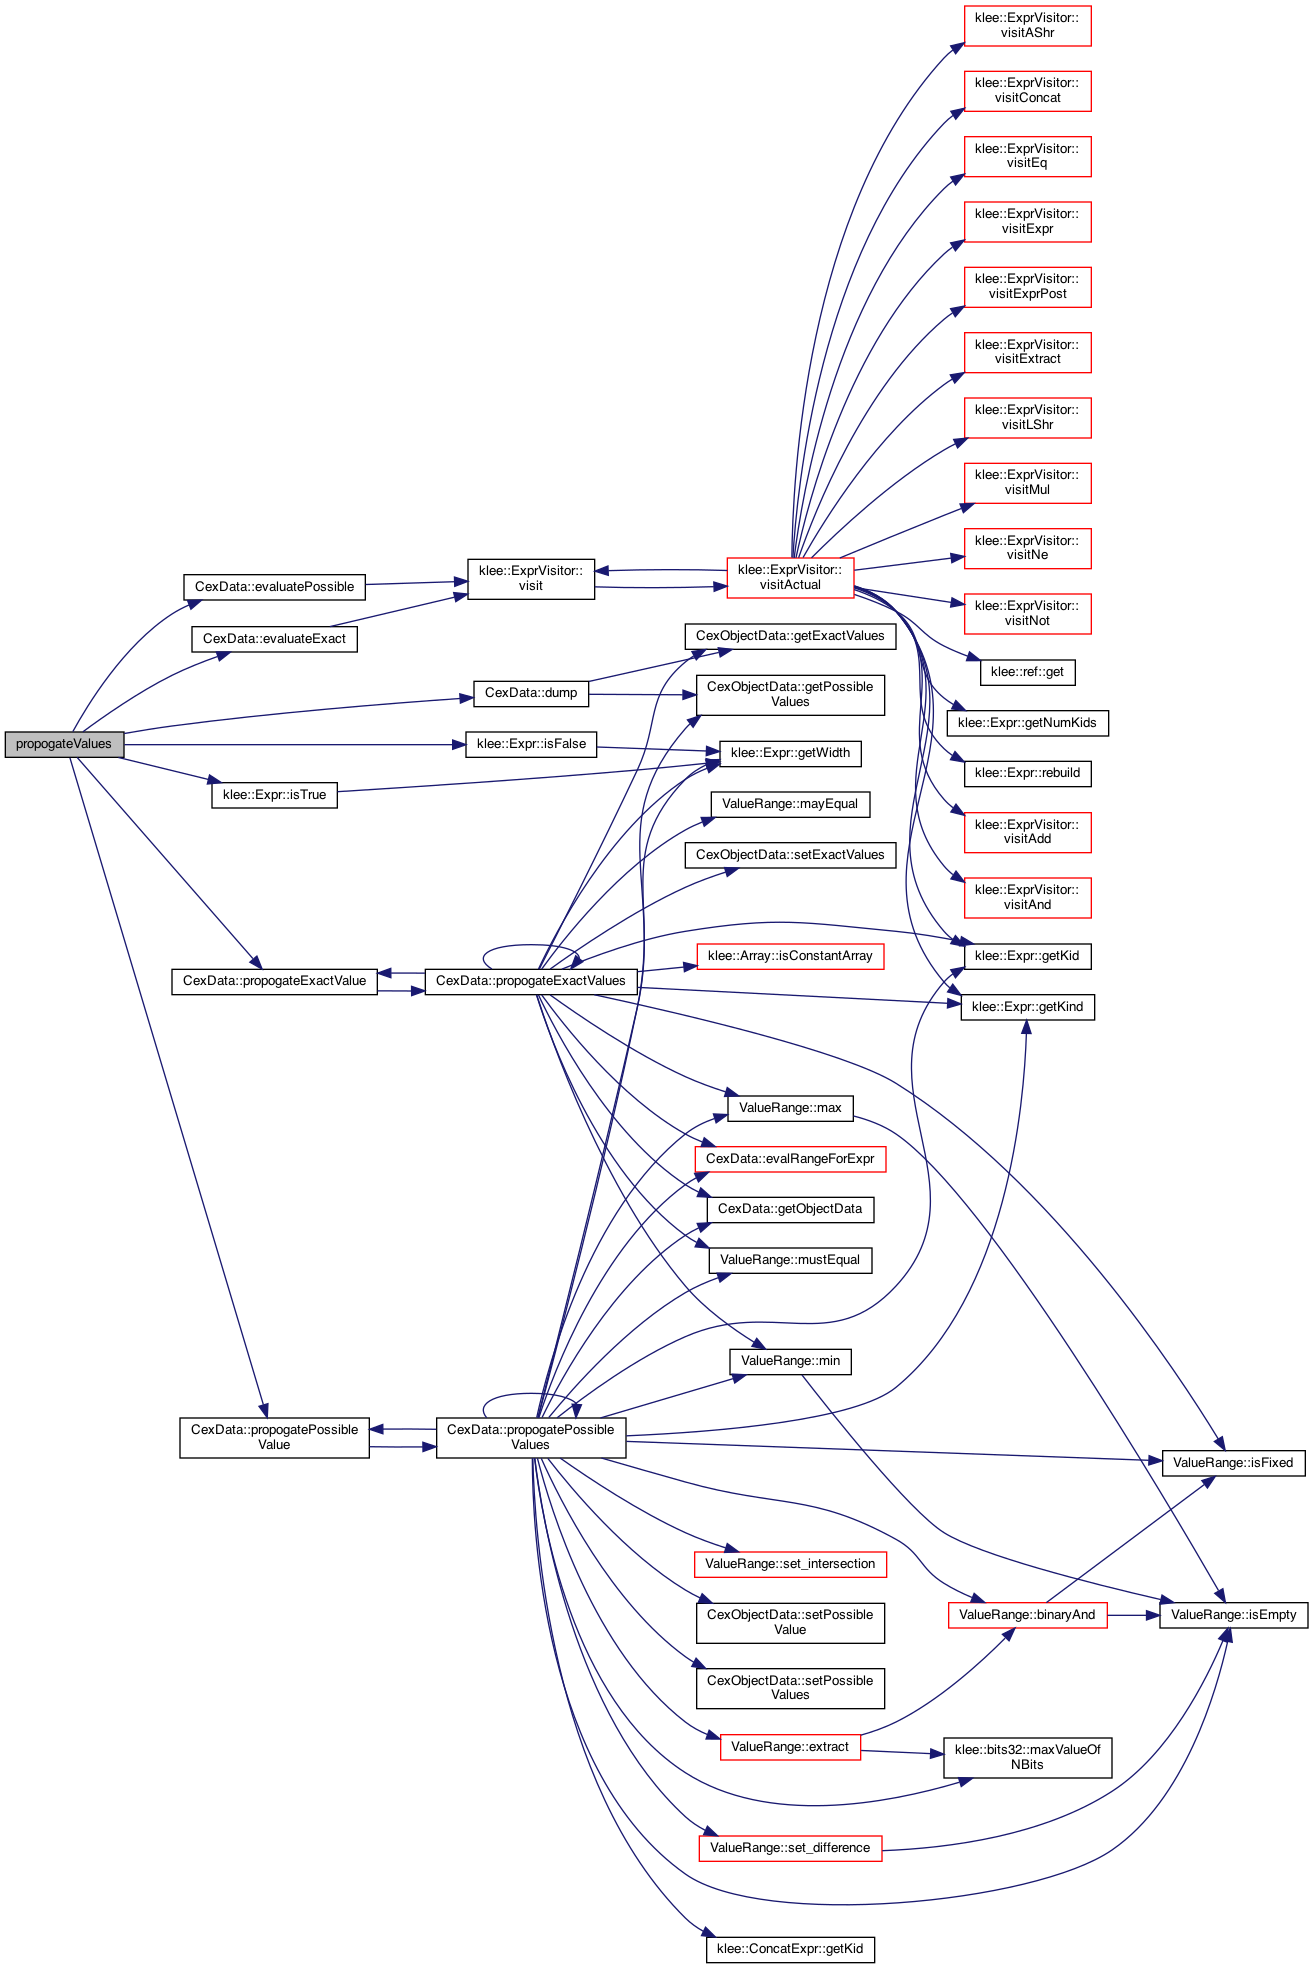 klee::ExprVisitor::
visitAShr
klee::ExprVisitor::
visitConcat
klee::ExprVisitor::
visitEq
klee::ExprVisitor::
visitExpr
klee::ExprVisitor::
visitExprPost
klee::ExprVisitor::
visitExtract
klee::ExprVisitor::
visitLShr
klee::ExprVisitor::
visitMul
klee::ExprVisitor::
visitNe
klee::ExprVisitor::
visit
klee::ExprVisitor::
visitActual
CexData::evaluatePossible
klee::ExprVisitor::
visitNot
CexData::evaluateExact
CexObjectData::getExactValues
klee::ref::get
CexData::dump
CexObjectData::getPossible
Values
klee::Expr::getNumKids
propogateValues
klee::Expr::isFalse
klee::Expr::getWidth
klee::Expr::rebuild
klee::Expr::isTrue
ValueRange::mayEqual
klee::ExprVisitor::
visitAdd
CexObjectData::setExactValues
klee::ExprVisitor::
visitAnd
klee::Array::isConstantArray
klee::Expr::getKid
CexData::propogateExactValue
CexData::propogateExactValues
klee::Expr::getKind
ValueRange::max
CexData::evalRangeForExpr
CexData::getObjectData
ValueRange::mustEqual
ValueRange::min
CexData::propogatePossible
Value
CexData::propogatePossible
Values
ValueRange::isFixed
ValueRange::set_intersection
CexObjectData::setPossible
Value
ValueRange::binaryAnd
ValueRange::isEmpty
CexObjectData::setPossible
Values
ValueRange::extract
klee::bits32::maxValueOf
NBits
ValueRange::set_difference
klee::ConcatExpr::getKid